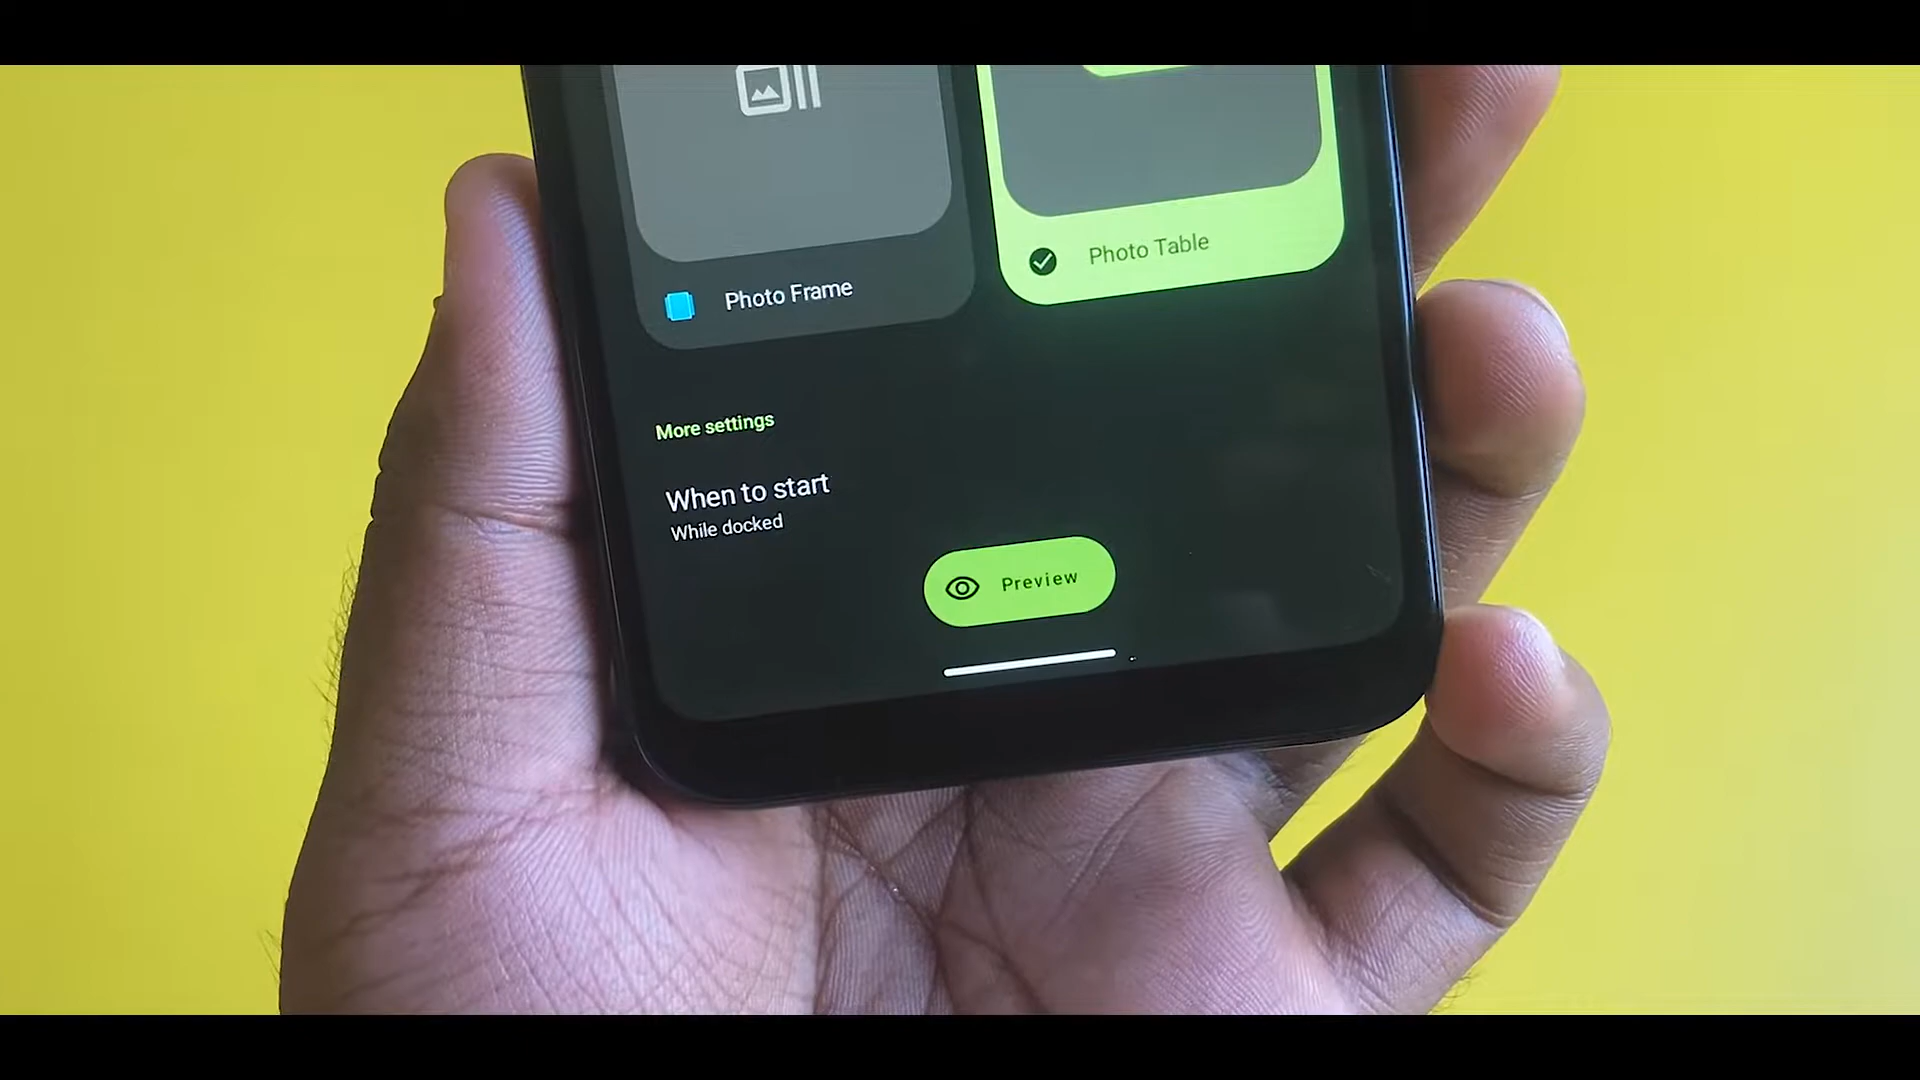 Photo Frame
Photo Table
More settings
When to start
While docked
Preview